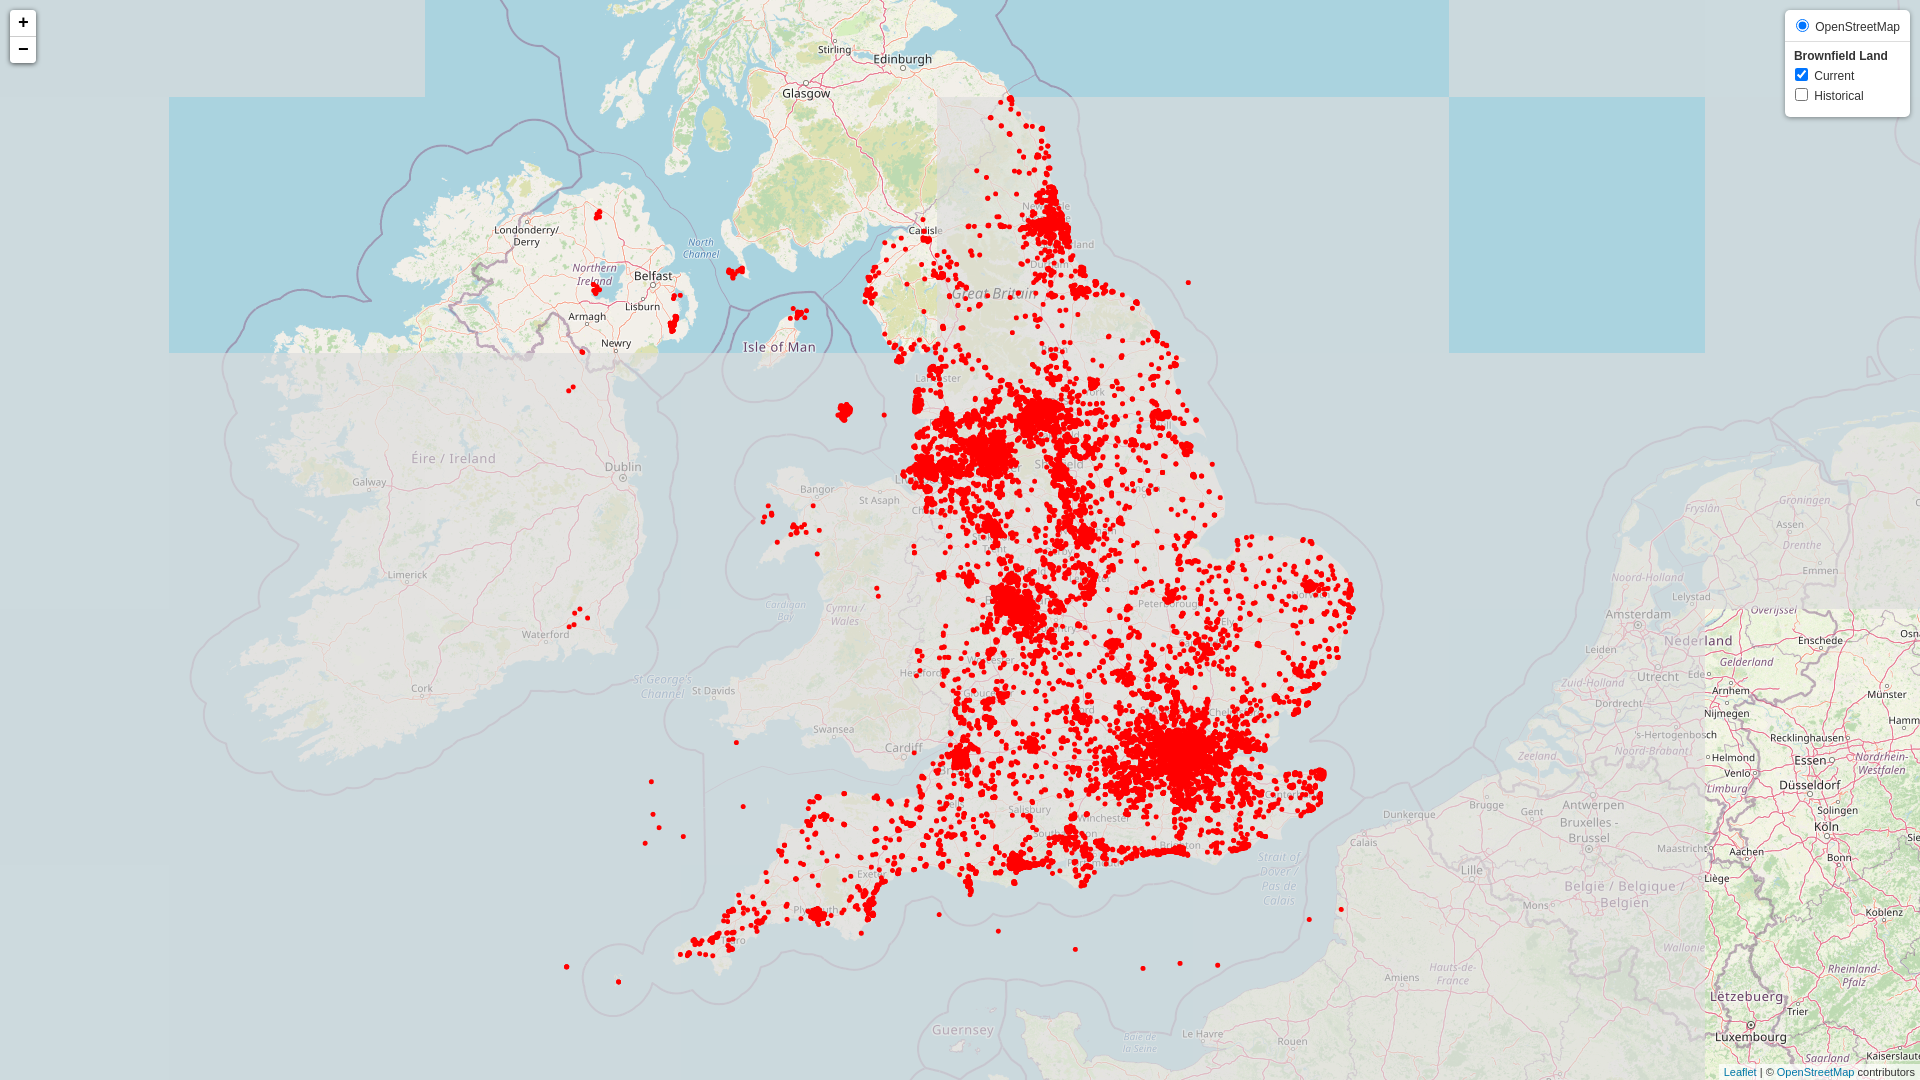 +
−
OpenStreetMap
Brownfield Land
Current
Historical
Stirling
Edinburgh
Glasgow
Londonderry/
Derry
North
Channel
Carlisle
Northern
Ireland
Belfast
Lisburn
Armagh
Newry
Great Britain
Isle of Man
Éire / Ireland
Galway
Dublin
Bangor
St Asaph
Limerick
Waterford
Cork
Cardigan
Bay
Cymru /
Wales
St George's
Channel
St Davids
Swansea
Cardiff
Salisbury
Winchester
Exeter
Peterborough
Guernsey
Strait of
Dover /
Pas de
Calais
Calais
Dunkerque
Brugge
Gent
Antwerpen
Bruxelles -
Brussel
Lille
België / Belgique /
Belgien
Mons
Amiens
Hauts-de-
France
Le Havre
Rouen
Baie de
la Seine
Wallonie
Maastricht
Liège
Zeeland
Zuid-Holland
Dordrecht
Noord-Brabant
's-Hertogenbosch
Leiden
Utrecht
Ede
Amsterdam
Noord-Holland
Lelystad
Fryslân
Groningen
Assen
Drenthe
Emmen
Overijssel
Enschede
Nederland
Gelderland
Arnhem
Nijmegen
Münster
Recklinghausen
Essen
Helmond
Venlo
Limburg
Düsseldorf
Solingen
Köln
Aachen
Bonn
Koblenz
Rheinland-
Pfalz
Lëtzebuerg
Trier
Luxembourg
Saarland
Kaiserslaute
Leaflet | © OpenStreetMap contributors